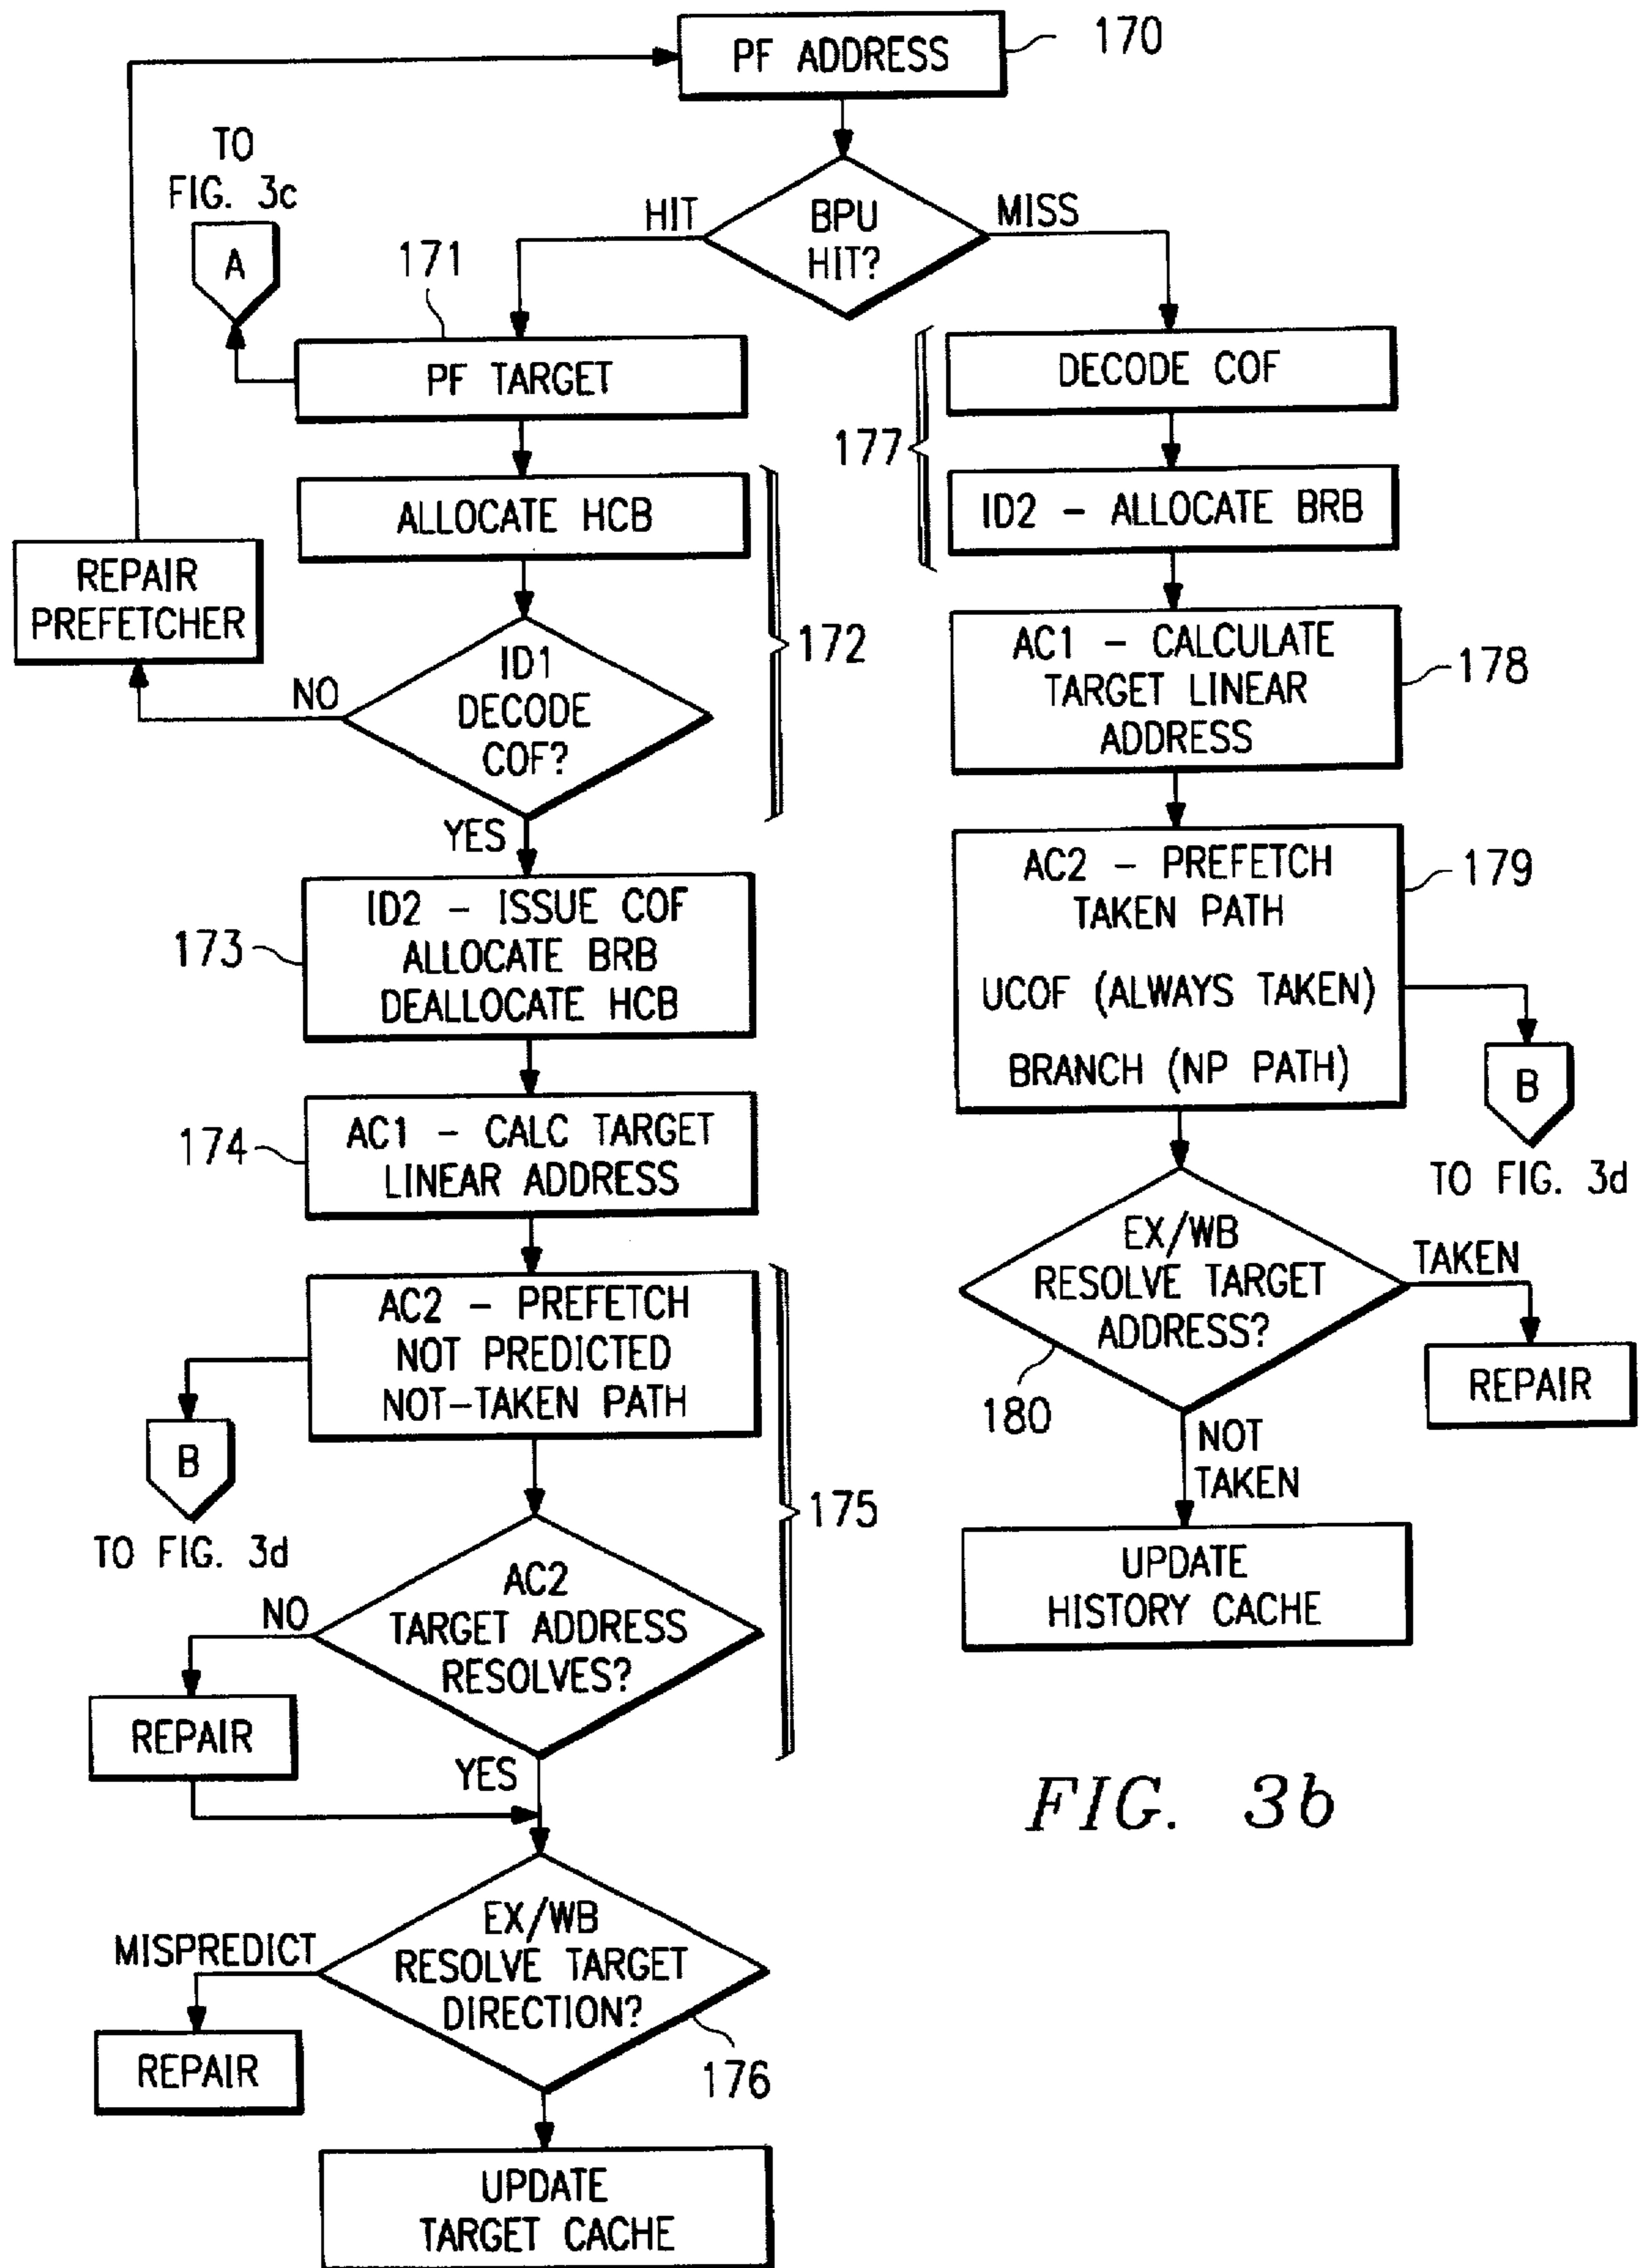 PF ADDRESS
170
TO
FIG. 3c
A
HIT
BPU
HIT?
MISS
171
PF TARGET
DECODE COF
177
ALLOCATE HCB
ID2 - ALLOCATE BRB
REPAIR
PREFETCHER
172
NO
ID1
DECODE
COF?
AC1 - CALCULATE
TARGET LINEAR
ADDRESS
178
YES
ID2 - ISSUE COF
ALLOCATE BRB
DEALLOCATE HCB
173
AC2 - PREFETCH
TAKEN PATH
UCOF (ALWAYS TAKEN)
BRANCH (NP PATH)
179
B
TO FIG. 3d
AC1 - CALC TARGET
LINEAR ADDRESS
174
AC2 - PREFETCH
NOT PREDICTED
NOT-TAKEN PATH
EX/WB
RESOLVE TARGET
ADDRESS?
TAKEN
REPAIR
180
NOT
TAKEN
B
TO FIG. 3d
175
UPDATE
HISTORY CACHE
AC2
TARGET ADDRESS
RESOLVES?
NO
REPAIR
YES
FIG. 3b
EX/WB
RESOLVE TARGET
DIRECTION?
MISPREDICT
REPAIR
176
UPDATE
TARGET CACHE